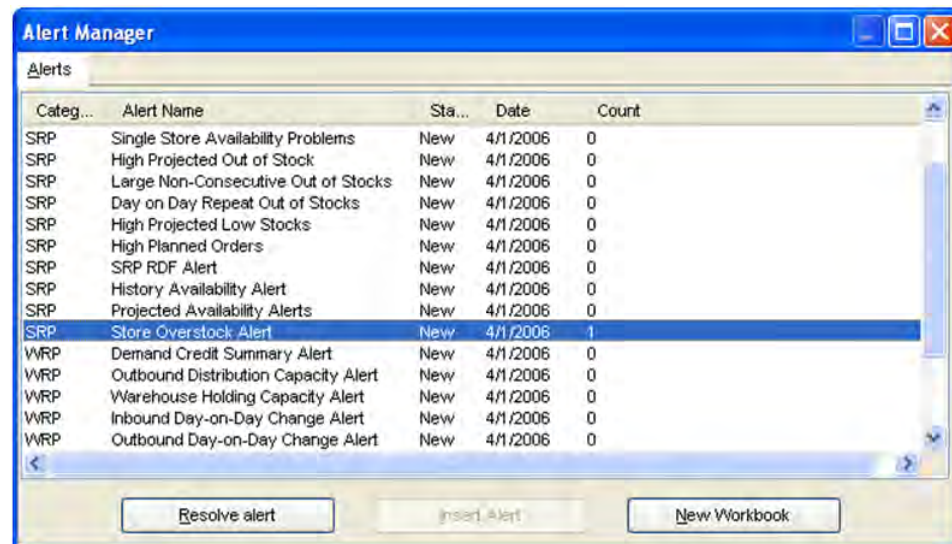 Alert Manager
Alerts
Categ... Alert Name Sta... Date Count
SRP Single Store Availability Problems New 4/1/2006 0
SRP High Projected Out of Stock New 4/1/2006 0
SRP Large Non-Consecutive Out of Stocks New 4/1/2006 0
SRP Day on Day Repeat Out of Stocks New 4/1/2006 0
SRP High Projected Low Stocks New 4/1/2006 0
SRP High Planned Orders New 4/1/2006 0
SRP SRP RDF Alert New 4/1/2006 0
SRP History Availability Alert New 4/1/2006 0
SRP Projected Availability Alerts New 4/1/2006 0
SRP Store Overstock Alert New 4/1/2006 1
WRP Demand Credit Summary Alert New 4/1/2006 0
WRP Outbound Distribution Capacity Alert New 4/1/2006 0
WRP Warehouse Holding Capacity Alert New 4/1/2006 0
WRP Inbound Day-on-Day Change Alert New 4/1/2006 0
WRP Outbound Day-on-Day Change Alert New 4/1/2006 0
Resolve alert Insert Alert New Workbook